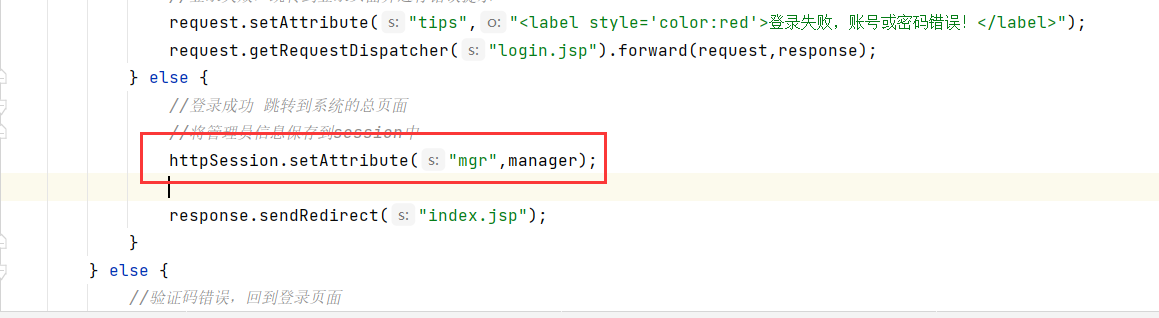 request.setAttribute( s: "tips", o: "<label style='color:red'>登录失败，账号或密码错误！</label>");
request.getRequestDispatcher( s: "login.jsp").forward(request,response);
} else {
//登录成功 跳转到系统的总页面
//将管理员信息保存到session中
httpSession.setAttribute( s: "mgr",manager);
response.sendRedirect( s: "index.jsp");
}
} else {
//验证码错误，回到登录页面